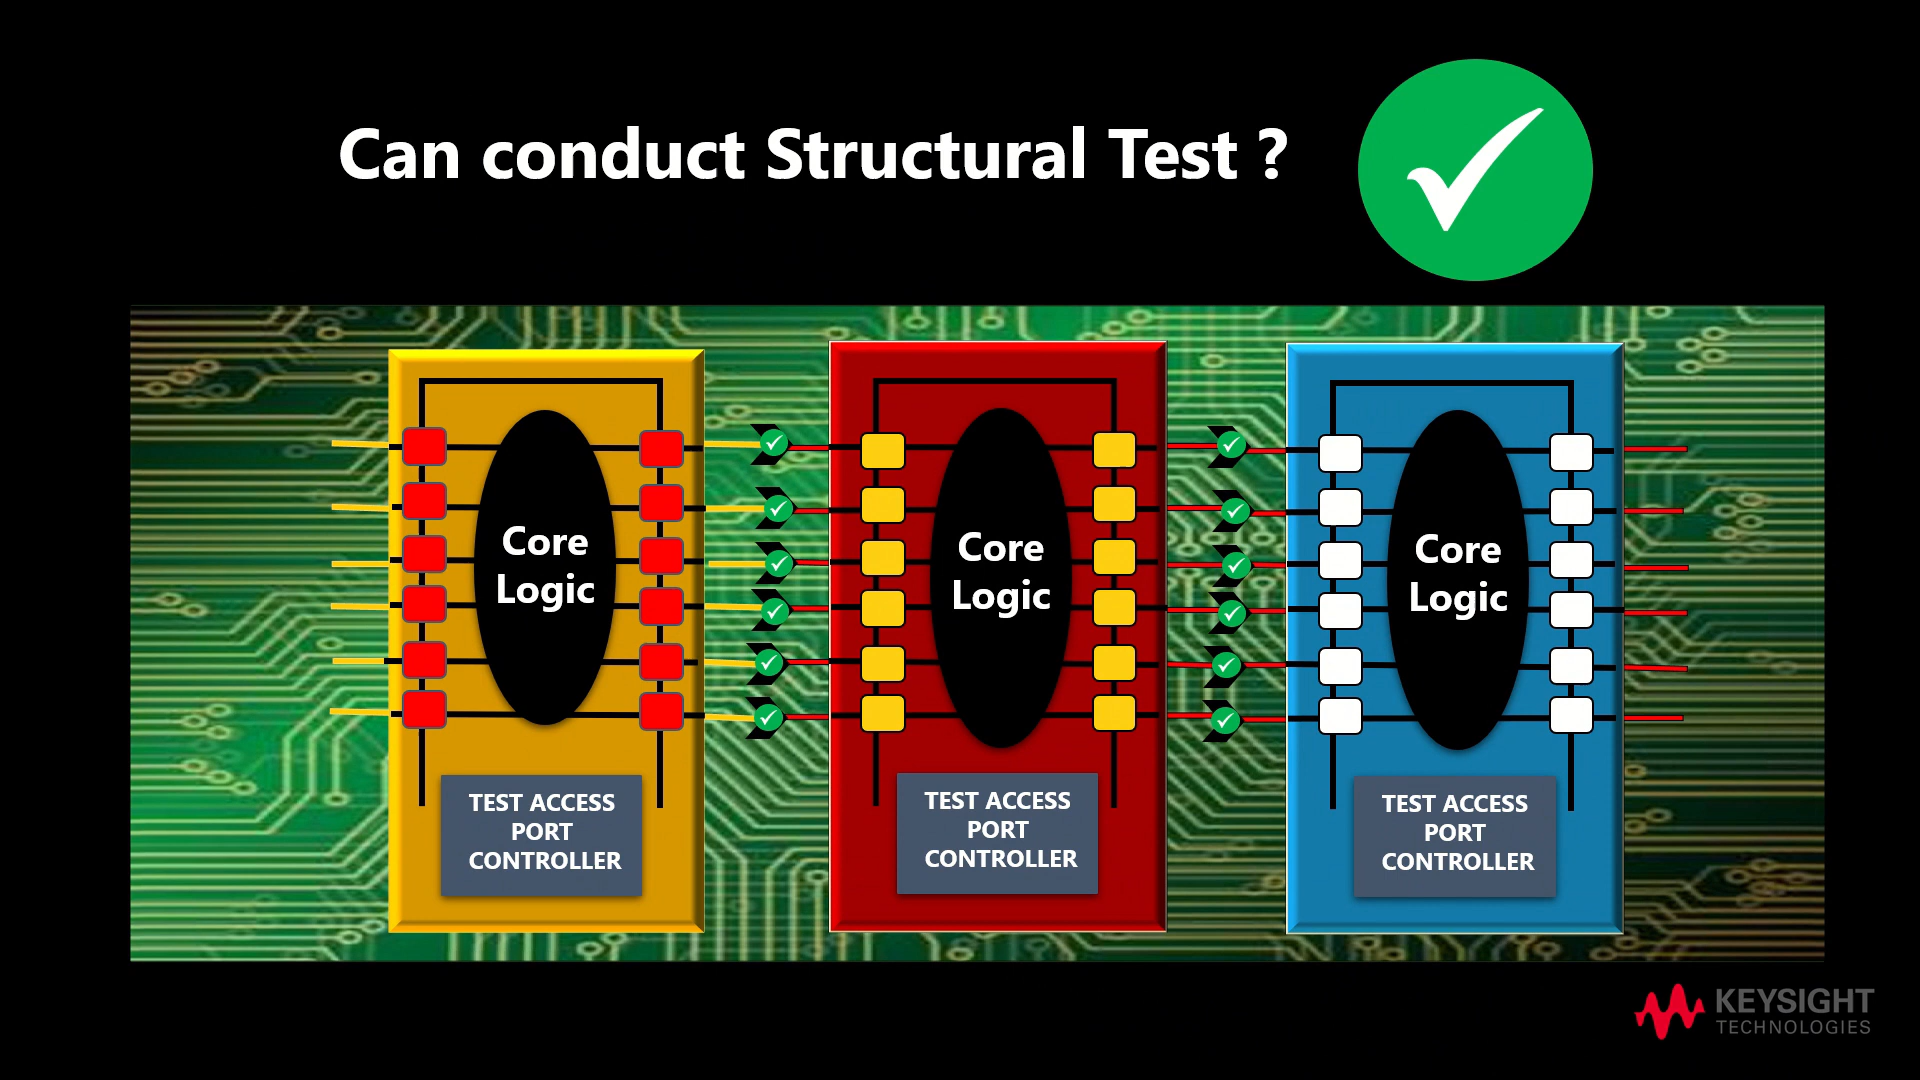 Can conduct Structural Test ?
Core
Logic
TEST ACCESS
PORT
CONTROLLER
Core
Logic
TEST ACCESS
PORT
CONTROLLER
Core
Logic
TEST ACCESS
PORT
CONTROLLER
KEYSIGHT
TECHNOLOGIES